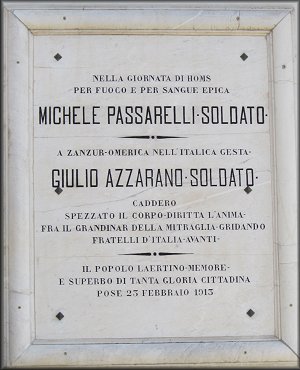 NELLA GIORNATA DI HOMS
PER FUOCO E PER SANGUE EPICA
MICHELE PASSARELLI·SOLDATO·
A ZANZUR·OMERICA NELL'ITALICA GESTA·
GIULIO AZZARANO·SOLDATO·
CADDERO
SPEZZATO IL CORPO·DIRITTA L'ANIMA·
FRA IL GRANDINAR DELLA MITRAGLIA·GRIDANDO
FRATELLI D'ITALIA·AVANTI·
IL POPOLO LAERTINO·MEMORE·
E SUPERBO DI TANTA GLORIA CITTADINA
POSE 23 FEBBRAIO 1913